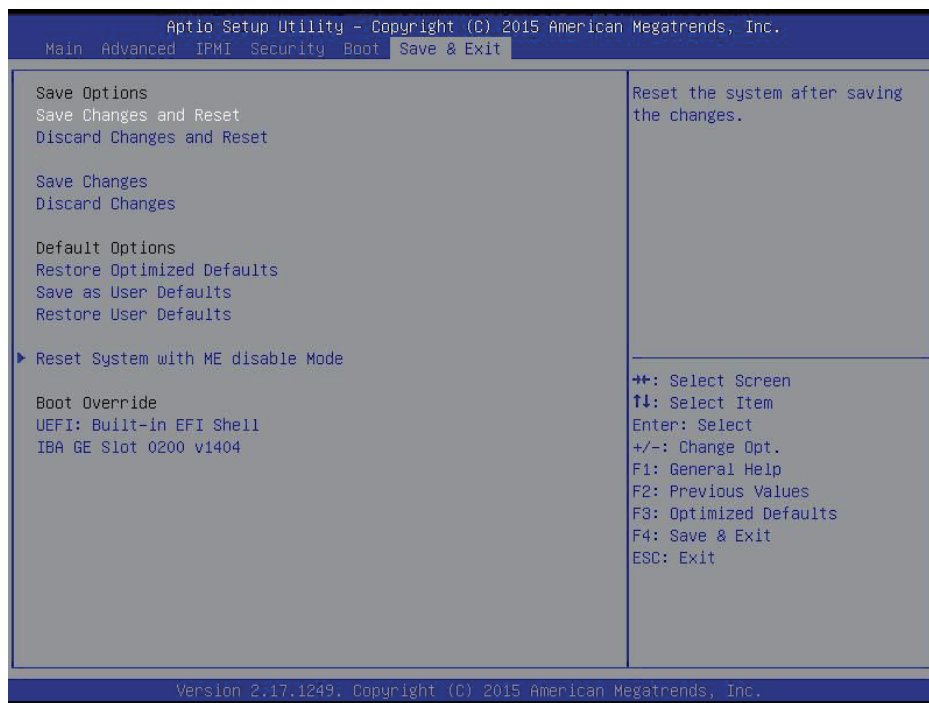 Aptio Setup Utility - Copyright (C) 2015 American Megatrends, Inc.
Main Advanced IPMI Security Boot Save & Exit
Save Options
Save Changes and Reset
Discard Changes and Reset
Save Changes
Discard Changes
Default Options
Restore Optimized Defaults
Save as User Defaults
Restore User Defaults
Reset System with ME disable Mode
Boot Override
UEFI: Built-in EFI Shell
IBA GE Slot 0200 v1404
Reset the system after saving
the changes.
→←: Select Screen
↑↓: Select Item
Enter: Select
+/-: Change Opt.
F1: General Help
F2: Previous Values
F3: Optimized Defaults
F4: Save & Exit
ESC: Exit
Version 2.17.1249. Copyright (C) 2015 American Megatrends, Inc.